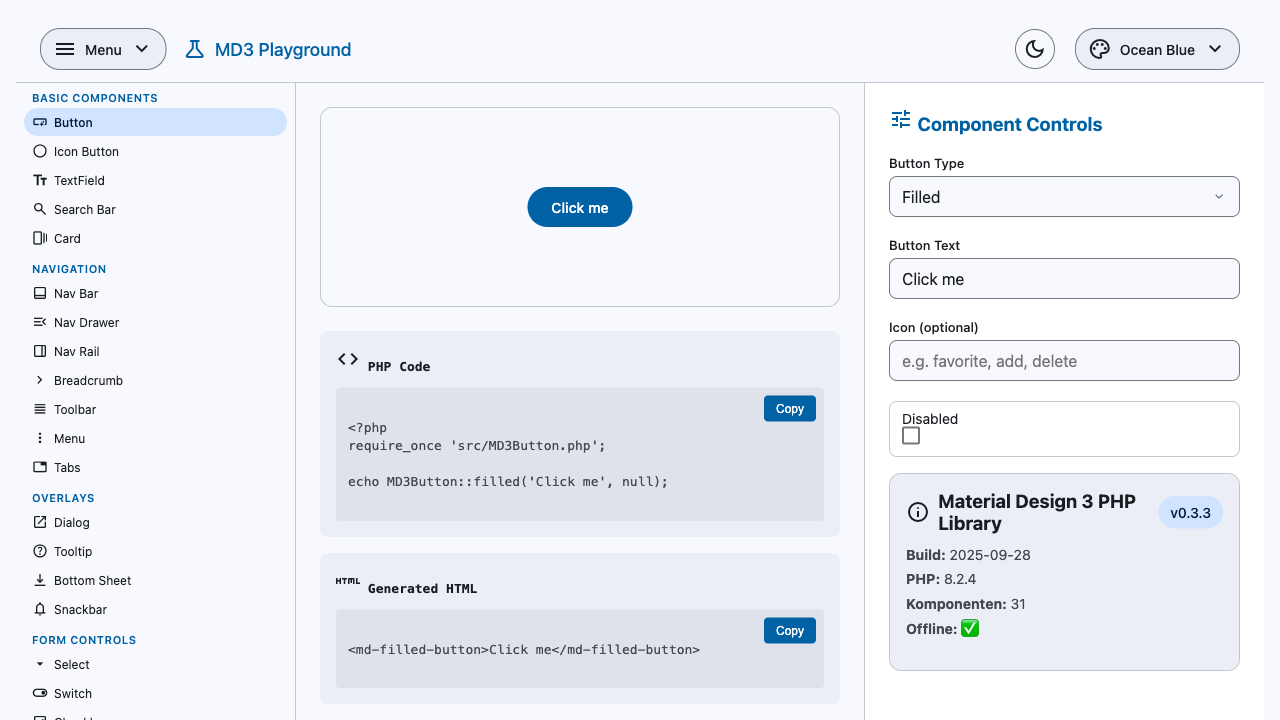 Menu
MD3 Playground
Ocean Blue
BASIC COMPONENTS
Button
Icon Button
TextField
Search Bar
Card
NAVIGATION
Nav Bar
Nav Drawer
Nav Rail
Breadcrumb
Toolbar
Menu
Tabs
OVERLAYS
Dialog
Tooltip
Bottom Sheet
Snackbar
FORM CONTROLS
Select
Switch
Click me
PHP Code
Copy
<?php
require_once 'src/MD3Button.php';
echo MD3Button::filled('Click me', null);
HTML
Generated HTML
Copy
<md-filled-button>Click me</md-filled-button>
Component Controls
Button Type
Filled
Button Text
Click me
Icon (optional)
e.g. favorite, add, delete
Disabled
Material Design 3 PHP
Library
v0.3.3
Build: 2025-09-28
PHP: 8.2.4
Komponenten: 31
Offline: ✅